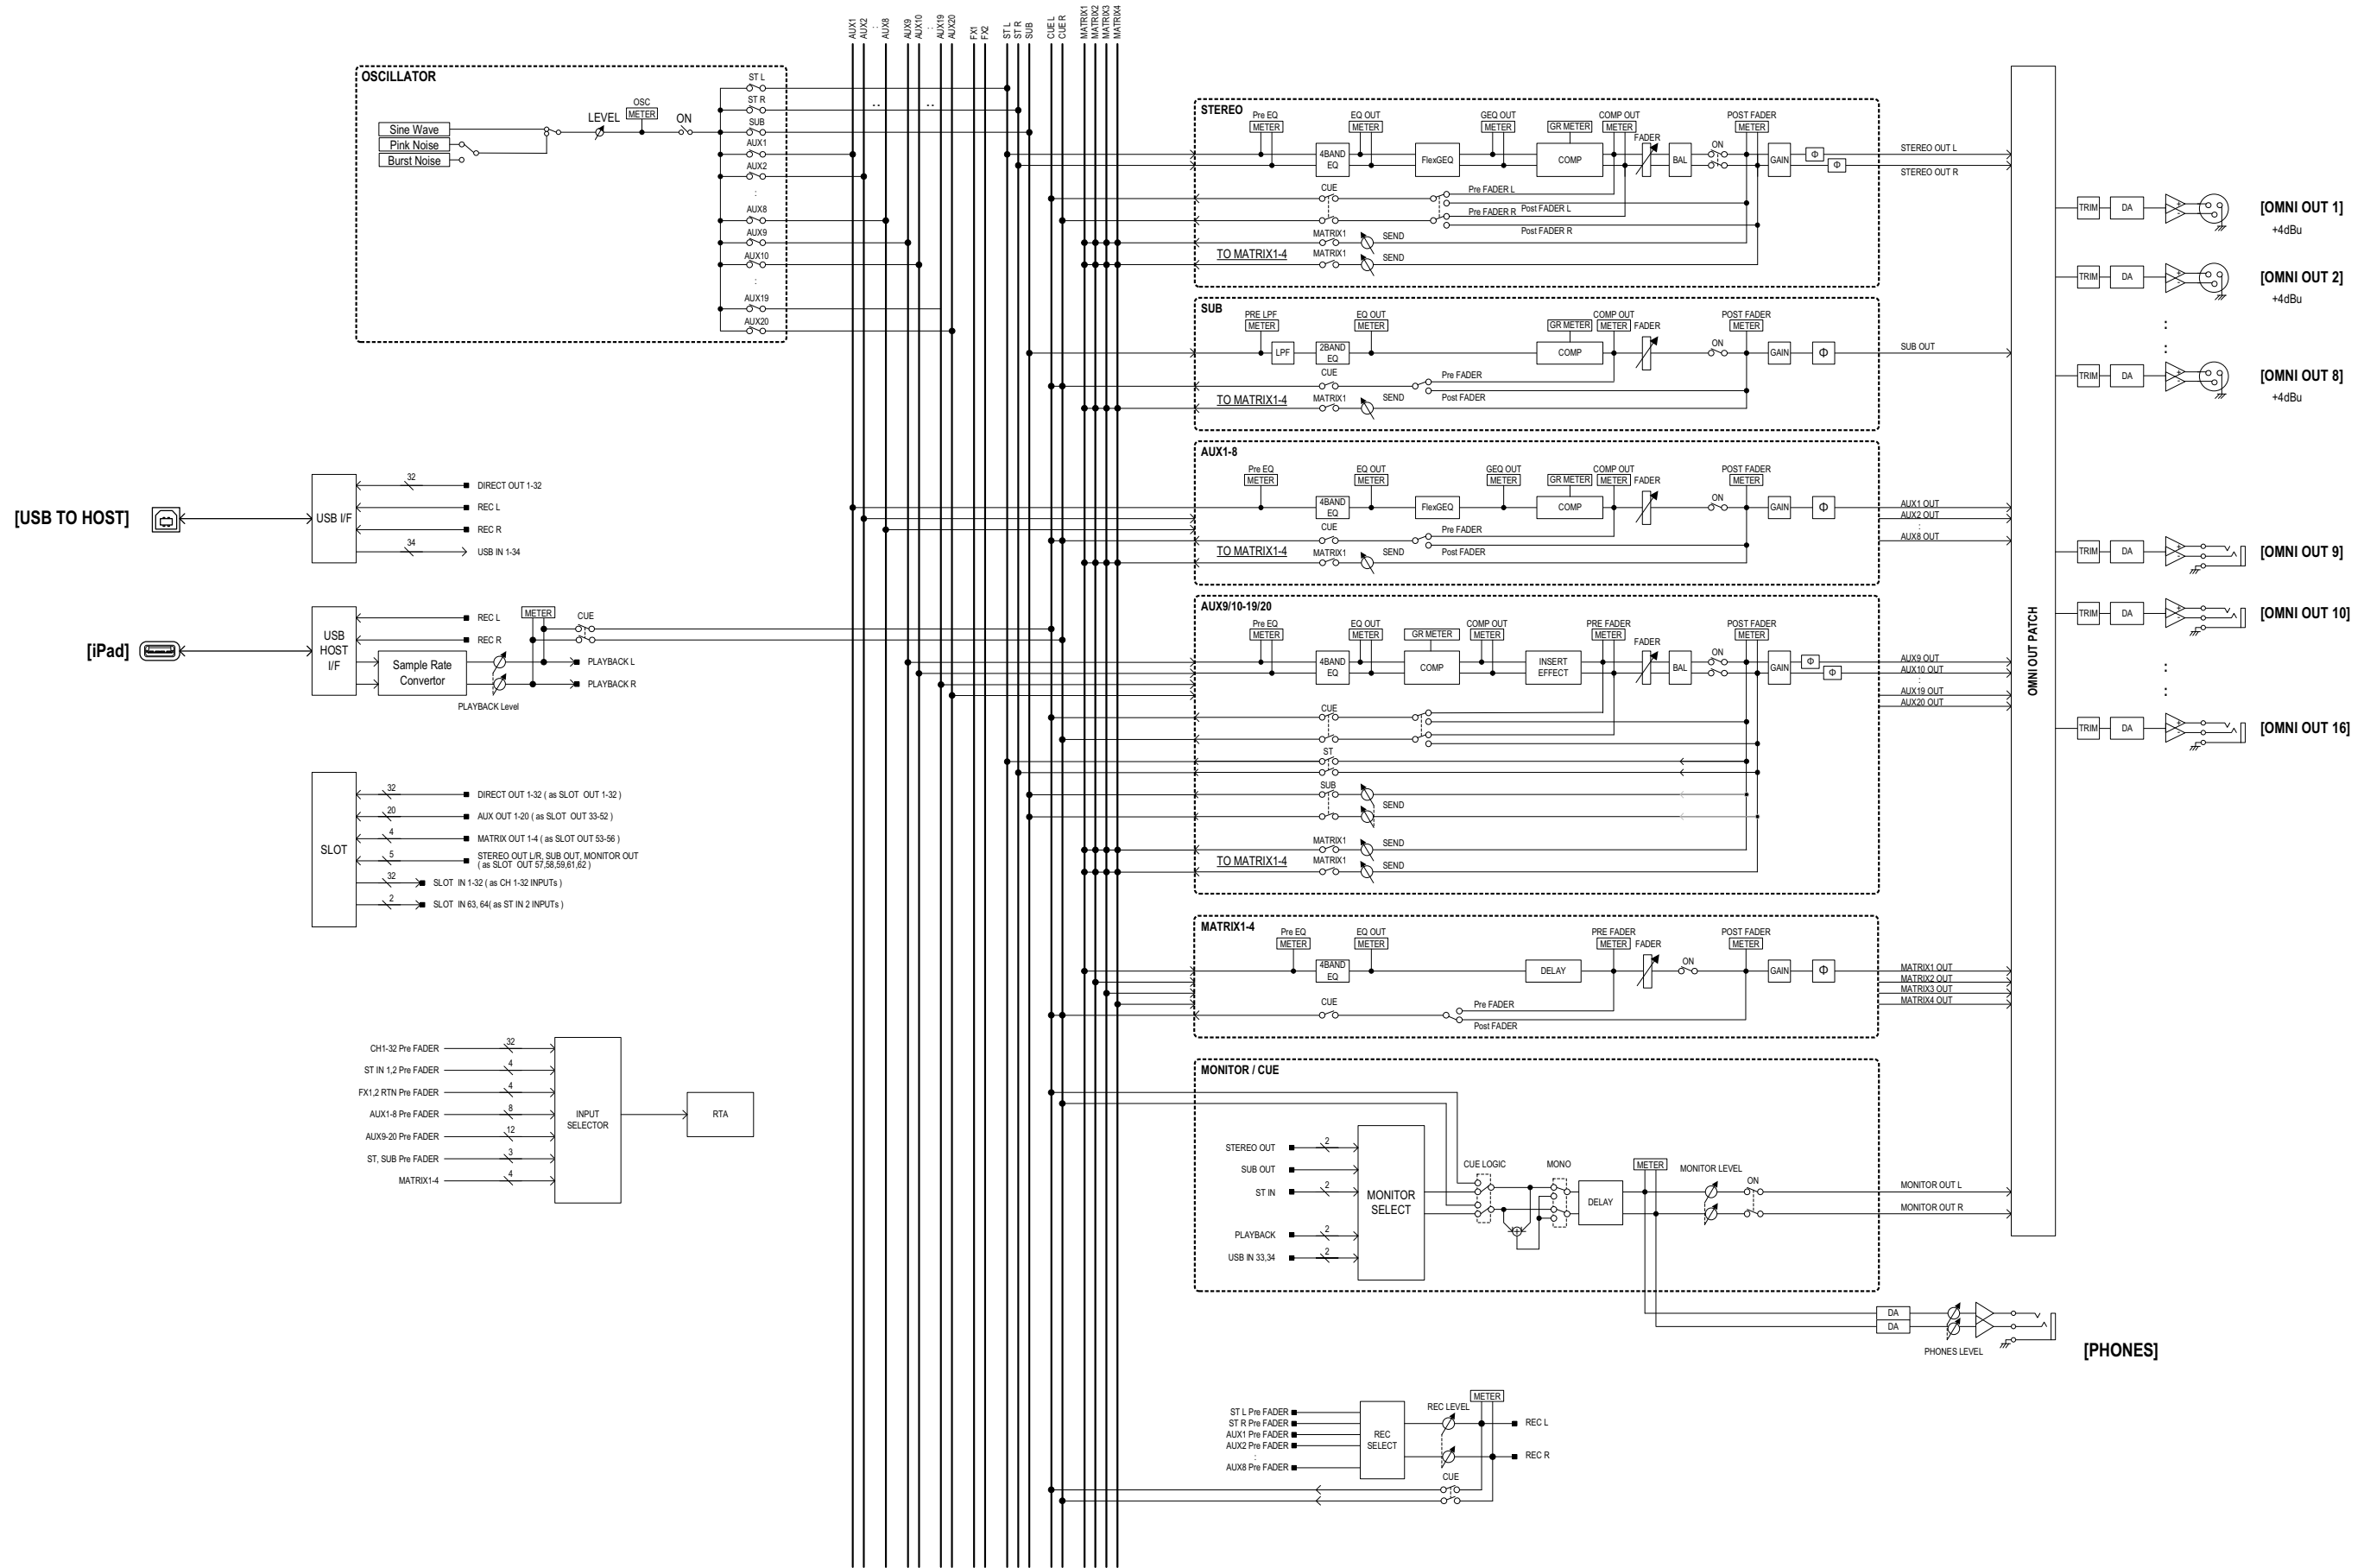 AUX1
AUX2
:
AUX8
AUX9
AUX10
:
AUX19
AUX20
FX1
FX2
ST L
ST R
SUB
CUE L
CUE R
MATRIX1
MATRIX2
MATRIX3
MATRIX4
OSCILLATOR
Sine Wave
Pink Noise
Burst Noise
LEVEL
OSC
METER
ON
ST L
ST R
SUB
AUX1
AUX2
:
AUX8
AUX9
AUX10
:
AUX19
AUX20
: :
[USB TO HOST]
USB I/F
32
DIRECT OUT 1-32
REC L
REC R
34
USB IN 1-34
[iPad]
USB
HOST
I/F
REC L
REC R
Sample Rate
Convertor
METER
CUE
PLAYBACK L
PLAYBACK R
PLAYBACK Level
SLOT
32
DIRECT OUT 1-32 ( as SLOT OUT 1-32 )
20
AUX OUT 1-20 ( as SLOT OUT 33-52 )
4
MATRIX OUT 1-4 ( as SLOT OUT 53-56 )
5
STEREO OUT L/R, SUB OUT, MONITOR OUT
( as SLOT OUT 57,58,59,61,62 )
32
SLOT IN 1-32 ( as CH 1-32 INPUTs )
2
SLOT IN 63, 64( as ST IN 2 INPUTs )
CH1-32 Pre FADER
32
ST IN 1,2 Pre FADER
4
FX1,2 RTN Pre FADER
4
AUX1-8 Pre FADER
8
AUX9-20 Pre FADER
12
ST, SUB Pre FADER
3
MATRIX1-4
4
INPUT
SELECTOR
RTA
STEREO
Pre EQ
METER
EQ OUT
METER
GEQ OUT
METER
GR METER
COMP OUT
METER
FADER
POST FADER
METER
4BAND
EQ
FlexGEQ
COMP
BAL
ON
GAIN
Φ
Φ
STEREO OUT L
STEREO OUT R
CUE
Pre FADER L
Post FADER L
Pre FADER R
Post FADER R
MATRIX1
SEND
TO MATRIX1-4
MATRIX1
SEND
SUB
PRE LPF
METER
EQ OUT
METER
GR METER
COMP OUT
METER
FADER
POST FADER
METER
LPF
2BAND
EQ
COMP
ON
GAIN
Φ
SUB OUT
CUE
Pre FADER
Post FADER
TO MATRIX1-4
MATRIX1
SEND
AUX1-8
Pre EQ
METER
EQ OUT
METER
GEQ OUT
METER
GR METER
COMP OUT
METER
FADER
POST FADER
METER
4BAND
EQ
FlexGEQ
COMP
ON
GAIN
Φ
AUX1 OUT
AUX2 OUT
:
AUX8 OUT
CUE
Pre FADER
Post FADER
TO MATRIX1-4
MATRIX1
SEND
AUX9/10-19/20
Pre EQ
METER
EQ OUT
METER
GR METER
COMP OUT
METER
PRE FADER
METER
FADER
POST FADER
METER
4BAND
EQ
COMP
INSERT
EFFECT
BAL
ON
GAIN
Φ
Φ
AUX9 OUT
AUX10 OUT
:
AUX19 OUT
AUX20 OUT
CUE
ST
SUB
SEND
MATRIX1
SEND
TO MATRIX1-4
MATRIX1
SEND
MATRIX1-4
Pre EQ
METER
EQ OUT
METER
PRE FADER
METER
FADER
POST FADER
METER
4BAND
EQ
DELAY
ON
GAIN
Φ
MATRIX1 OUT
MATRIX2 OUT
MATRIX3 OUT
MATRIX4 OUT
CUE
Pre FADER
Post FADER
MONITOR / CUE
STEREO OUT
2
SUB OUT
ST IN
2
PLAYBACK
2
USB IN 33,34
2
MONITOR
SELECT
CUE LOGIC
MONO
DELAY
METER
MONITOR LEVEL
ON
MONITOR OUT L
MONITOR OUT R
DA
DA
PHONES LEVEL
[PHONES]
ST L Pre FADER
ST R Pre FADER
AUX1 Pre FADER
AUX2 Pre FADER
:
AUX8 Pre FADER
REC
SELECT
REC LEVEL
METER
REC L
REC R
CUE
OMNI OUT PATCH
TRIM
DA
+
-
[OMNI OUT 1]
+4dBu
TRIM
DA
+
-
[OMNI OUT 2]
+4dBu
:
:
TRIM
DA
+
-
[OMNI OUT 8]
+4dBu
TRIM
DA
+
-
[OMNI OUT 9]
TRIM
DA
+
-
[OMNI OUT 10]
:
:
TRIM
DA
+
-
[OMNI OUT 16]